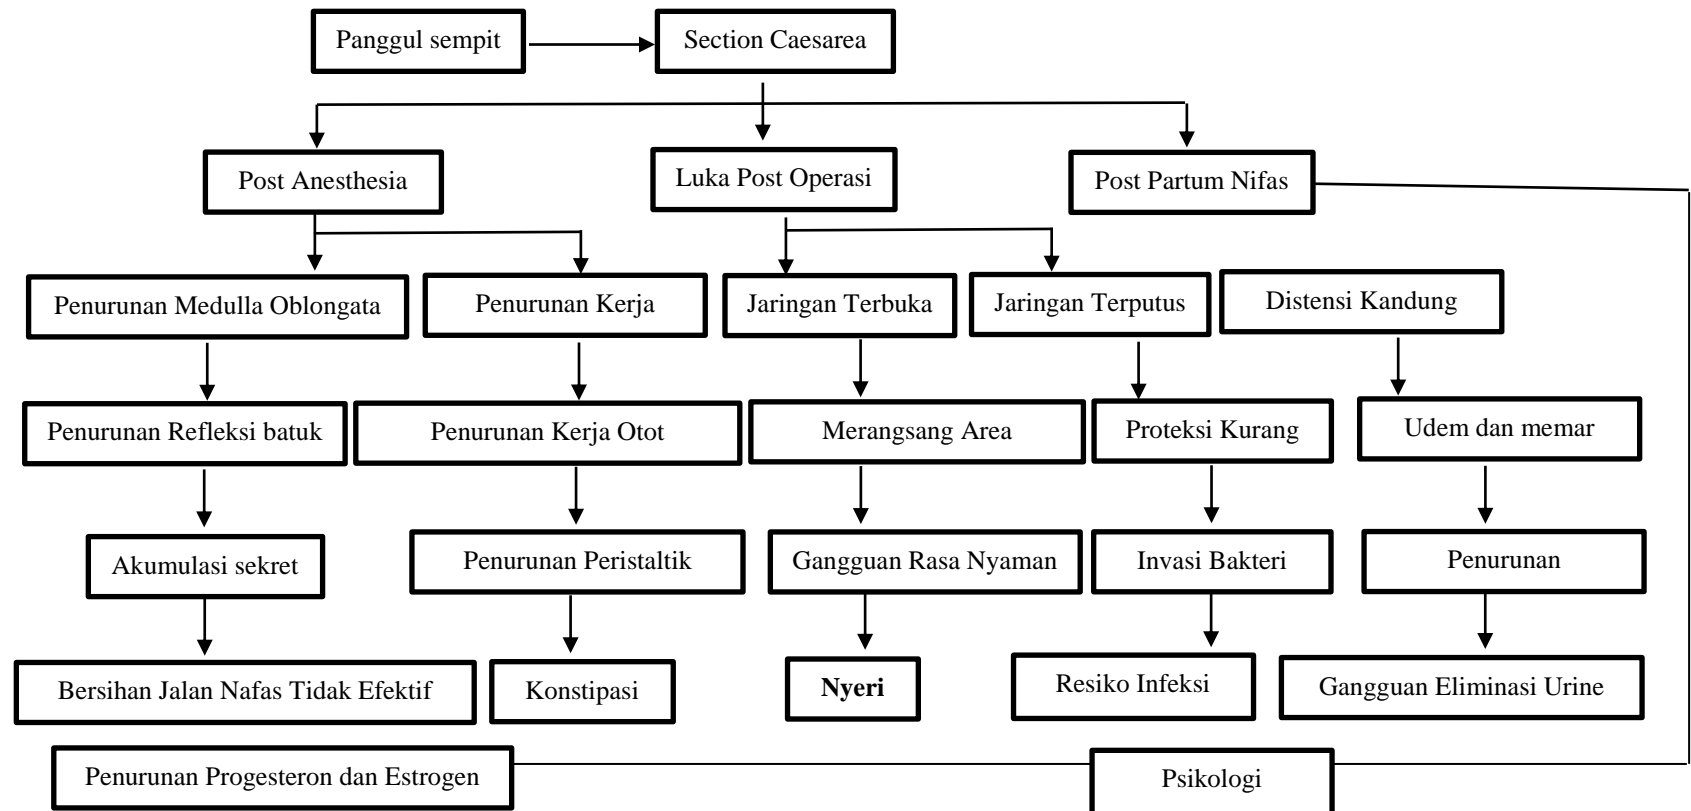 Panggul sempit
Section Caesarea
Post Anesthesia
Luka Post Operasi
Post Partum Nifas
Penurunan Medulla Oblongata
Penurunan Kerja
Jaringan Terbuka
Jaringan Terputus
Distensi Kandung
Penurunan Refleksi batuk
Penurunan Kerja Otot
Merangsang Area
Proteksi Kurang
Udem dan memar
Akumulasi sekret
Penurunan Peristaltik
Gangguan Rasa Nyaman
Invasi Bakteri
Penurunan
Bersihan Jalan Nafas Tidak Efektif
Konstipasi
Nyeri
Resiko Infeksi
Gangguan Eliminasi Urine
Penurunan Progesteron dan Estrogen
Psikologi